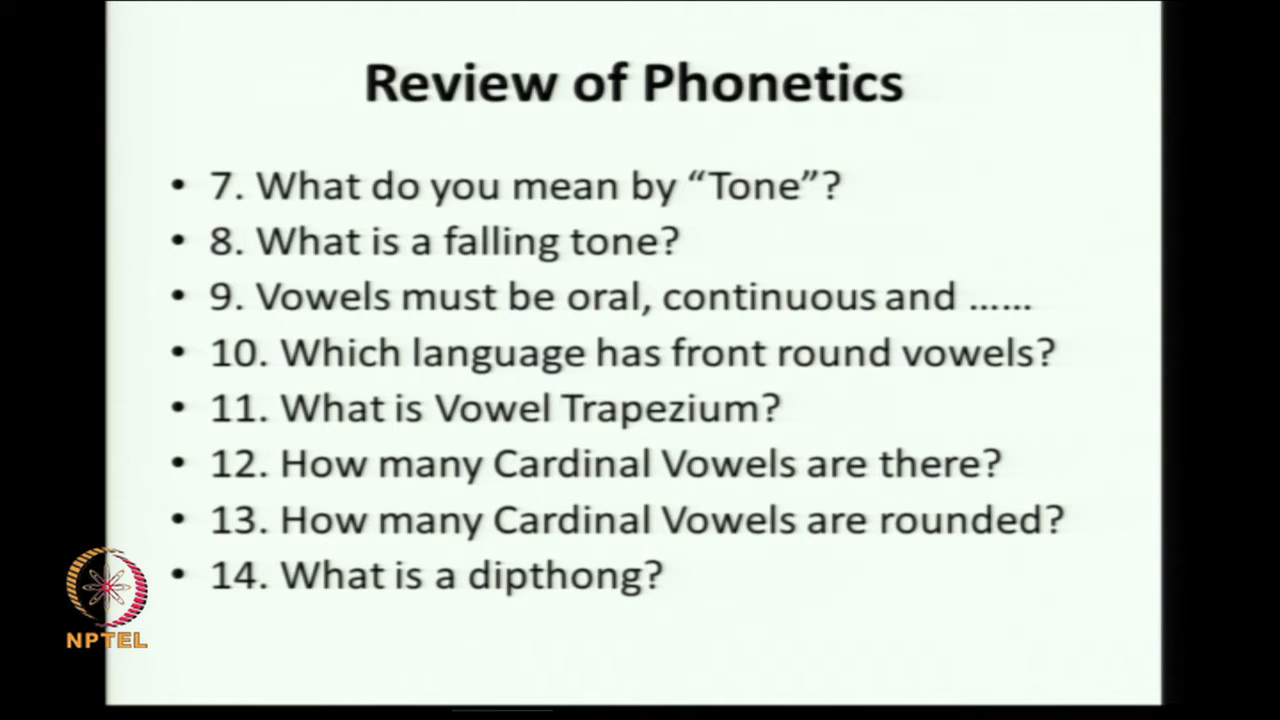 Review of Phonetics
• 7. What do you mean by “Tone”?
• 8. What is a falling tone?
• 9. Vowels must be oral, continuous and ......
• 10. Which language has front round vowels?
• 11. What is Vowel Trapezium?
• 12. How many Cardinal Vowels are there?
• 13. How many Cardinal Vowels are rounded?
• 14. What is a dipthong?
NPTEL